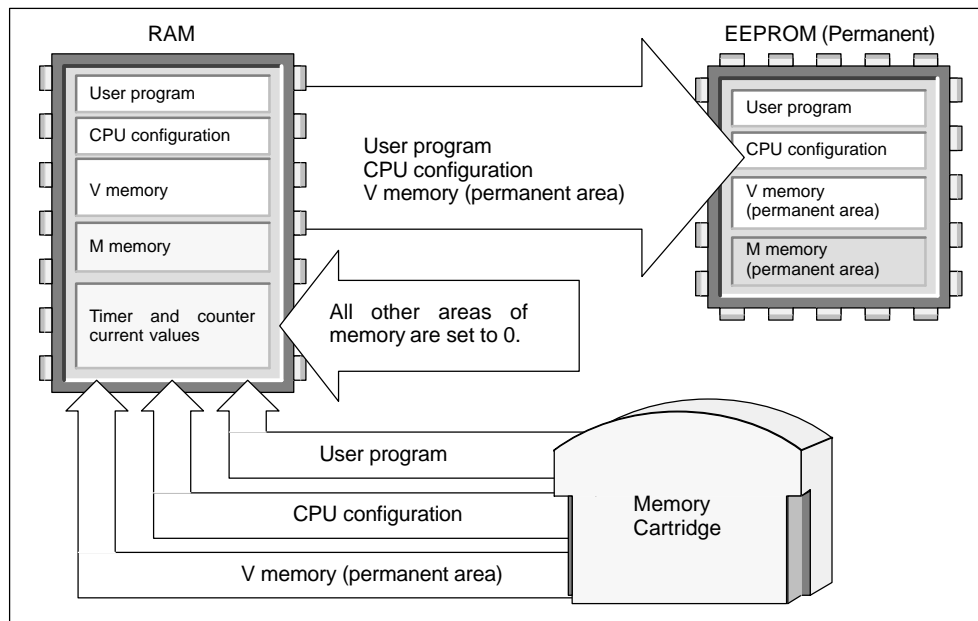 RAM
User program
CPU configuration
V memory
M memory
Timer and counter
current values
User program
CPU configuration
V memory (permanent area)
EEPROM (Permanent)
User program
CPU configuration
V memory
(permanent area)
M memory
(permanent area)
All other areas of
memory are set to 0.
User program
CPU configuration
V memory (permanent area)
Memory
Cartridge